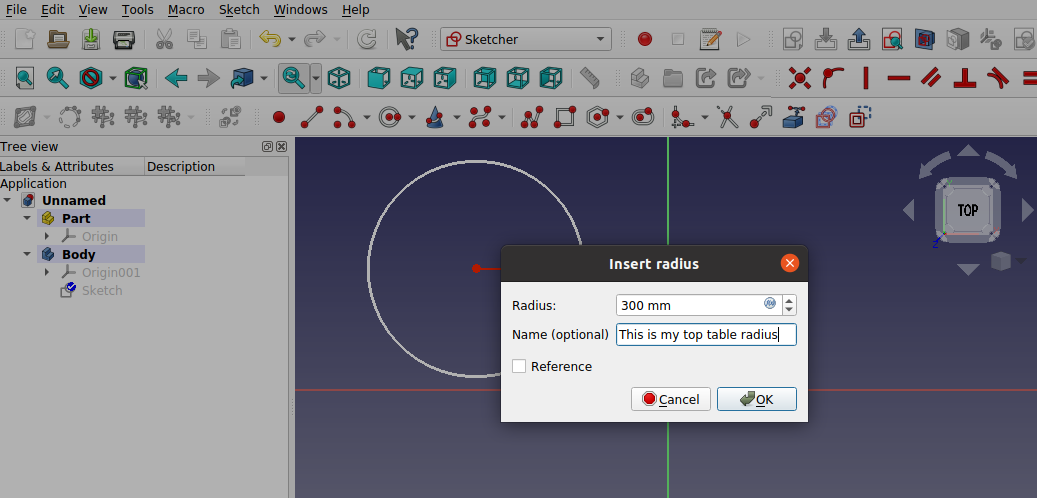 File Edit View Tools Macro Sketch Windows Help
Sketcher
Tree view
Labels & Attributes Description
Application
Unnamed
Part
Origin
Body
Origin001
Sketch
TOP
Z
Insert radius
Radius: 300 mm
Name (optional) This is my top table radius
Reference
Cancel OK